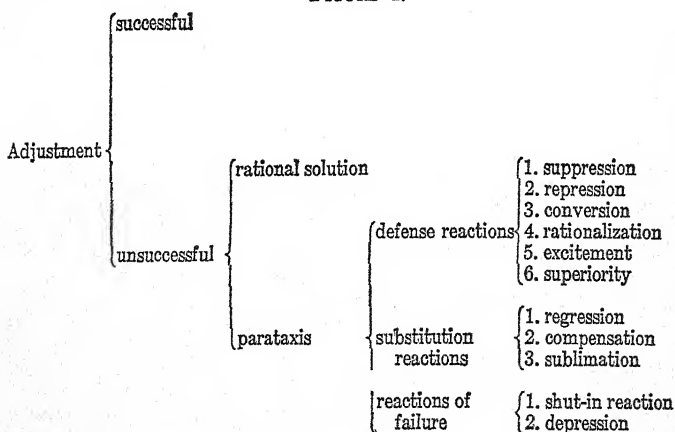 successful
Adjustment
rational solution
unsuccessful
parataxis
defense reactions
1. suppression
2. repression
3. conversion
4. rationalization
5. excitement
6. superiority
substitution
reactions
1. regression
2. compensation
3. sublimation
reactions of
failure
1. shut-in reaction
2. depression